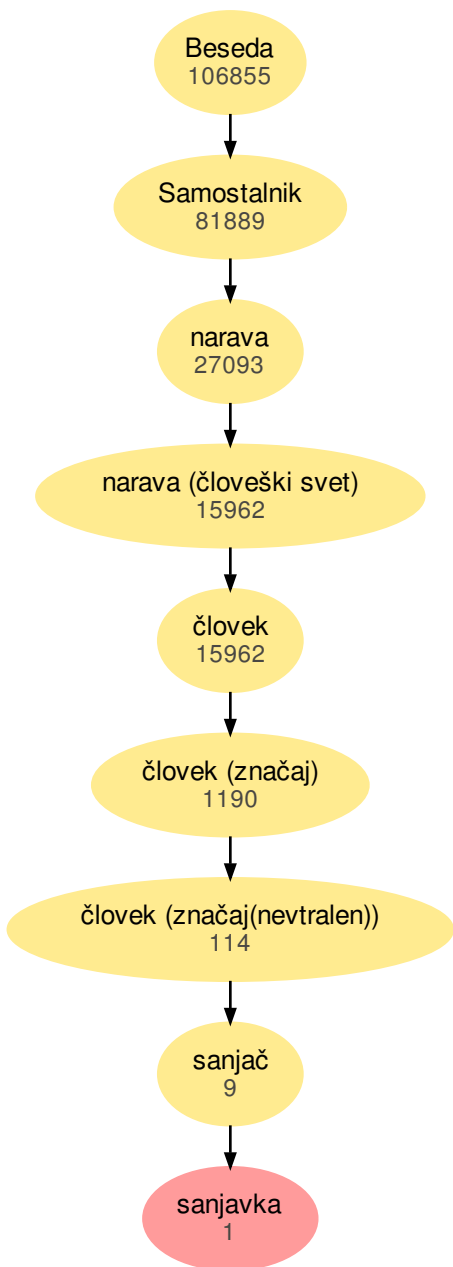 Beseda
106855
Samostalnik
81889
narava
27093
narava (človeški svet)
15962
človek
15962
človek (značaj)
1190
človek (značaj(nevtralen))
114
sanjač
9
sanjavka
1